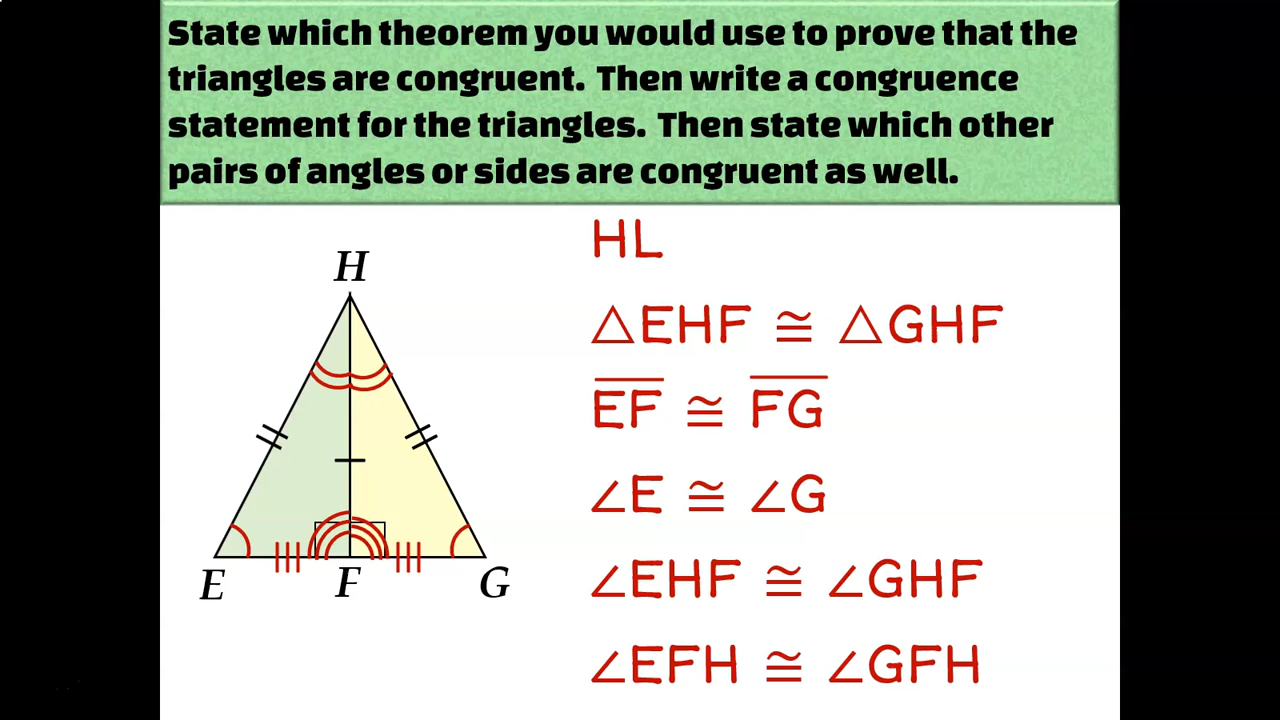 State which theorem you would use to prove that the
triangles are congruent. Then write a congruence
statement for the triangles. Then state which other
pairs of angles or sides are congruent as well.
H
E
F
G
HL
△EHF ≅ △GHF
E̅F̅ ≅ F̅G̅
∠E ≅ ∠G
∠EHF ≅ ∠GHF
∠EFH ≅ ∠GFH